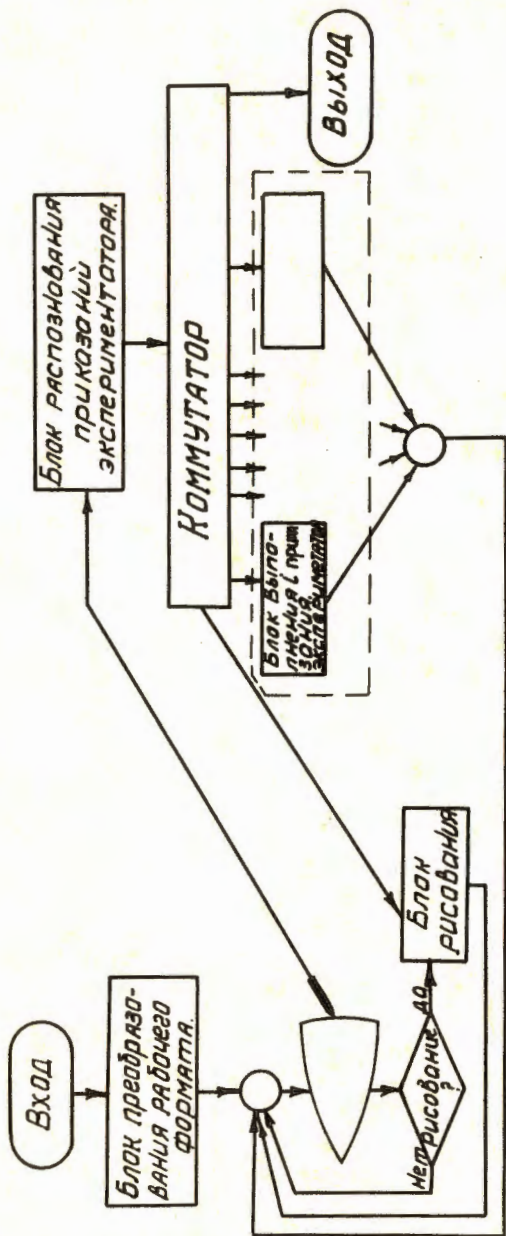 Вход
Блок преобразо-
вания рабочего
формата.
Нет
рисование
?
да
Блок
рисования
Блок распознования
приказаний
экспериментатора.
Коммутатор
Блок выпо-
лнения i
зания.
Выход